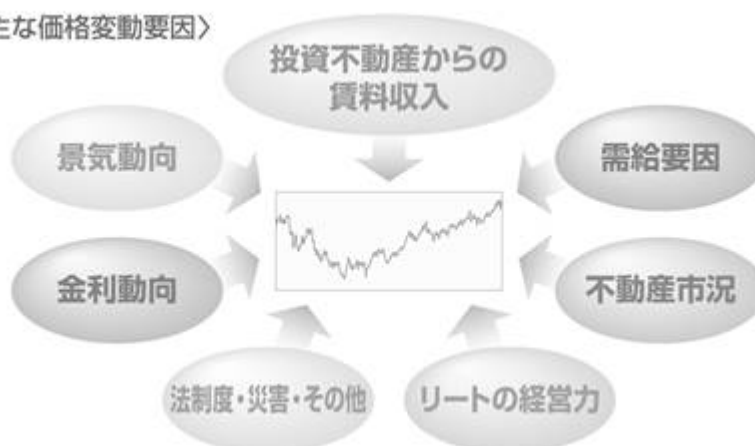 主な価格変動要因〉
投資不動産からの
賃料収入
景気動向
需給要因
金利動向
不動産市況
法制度・災害・その他
リートの経営力